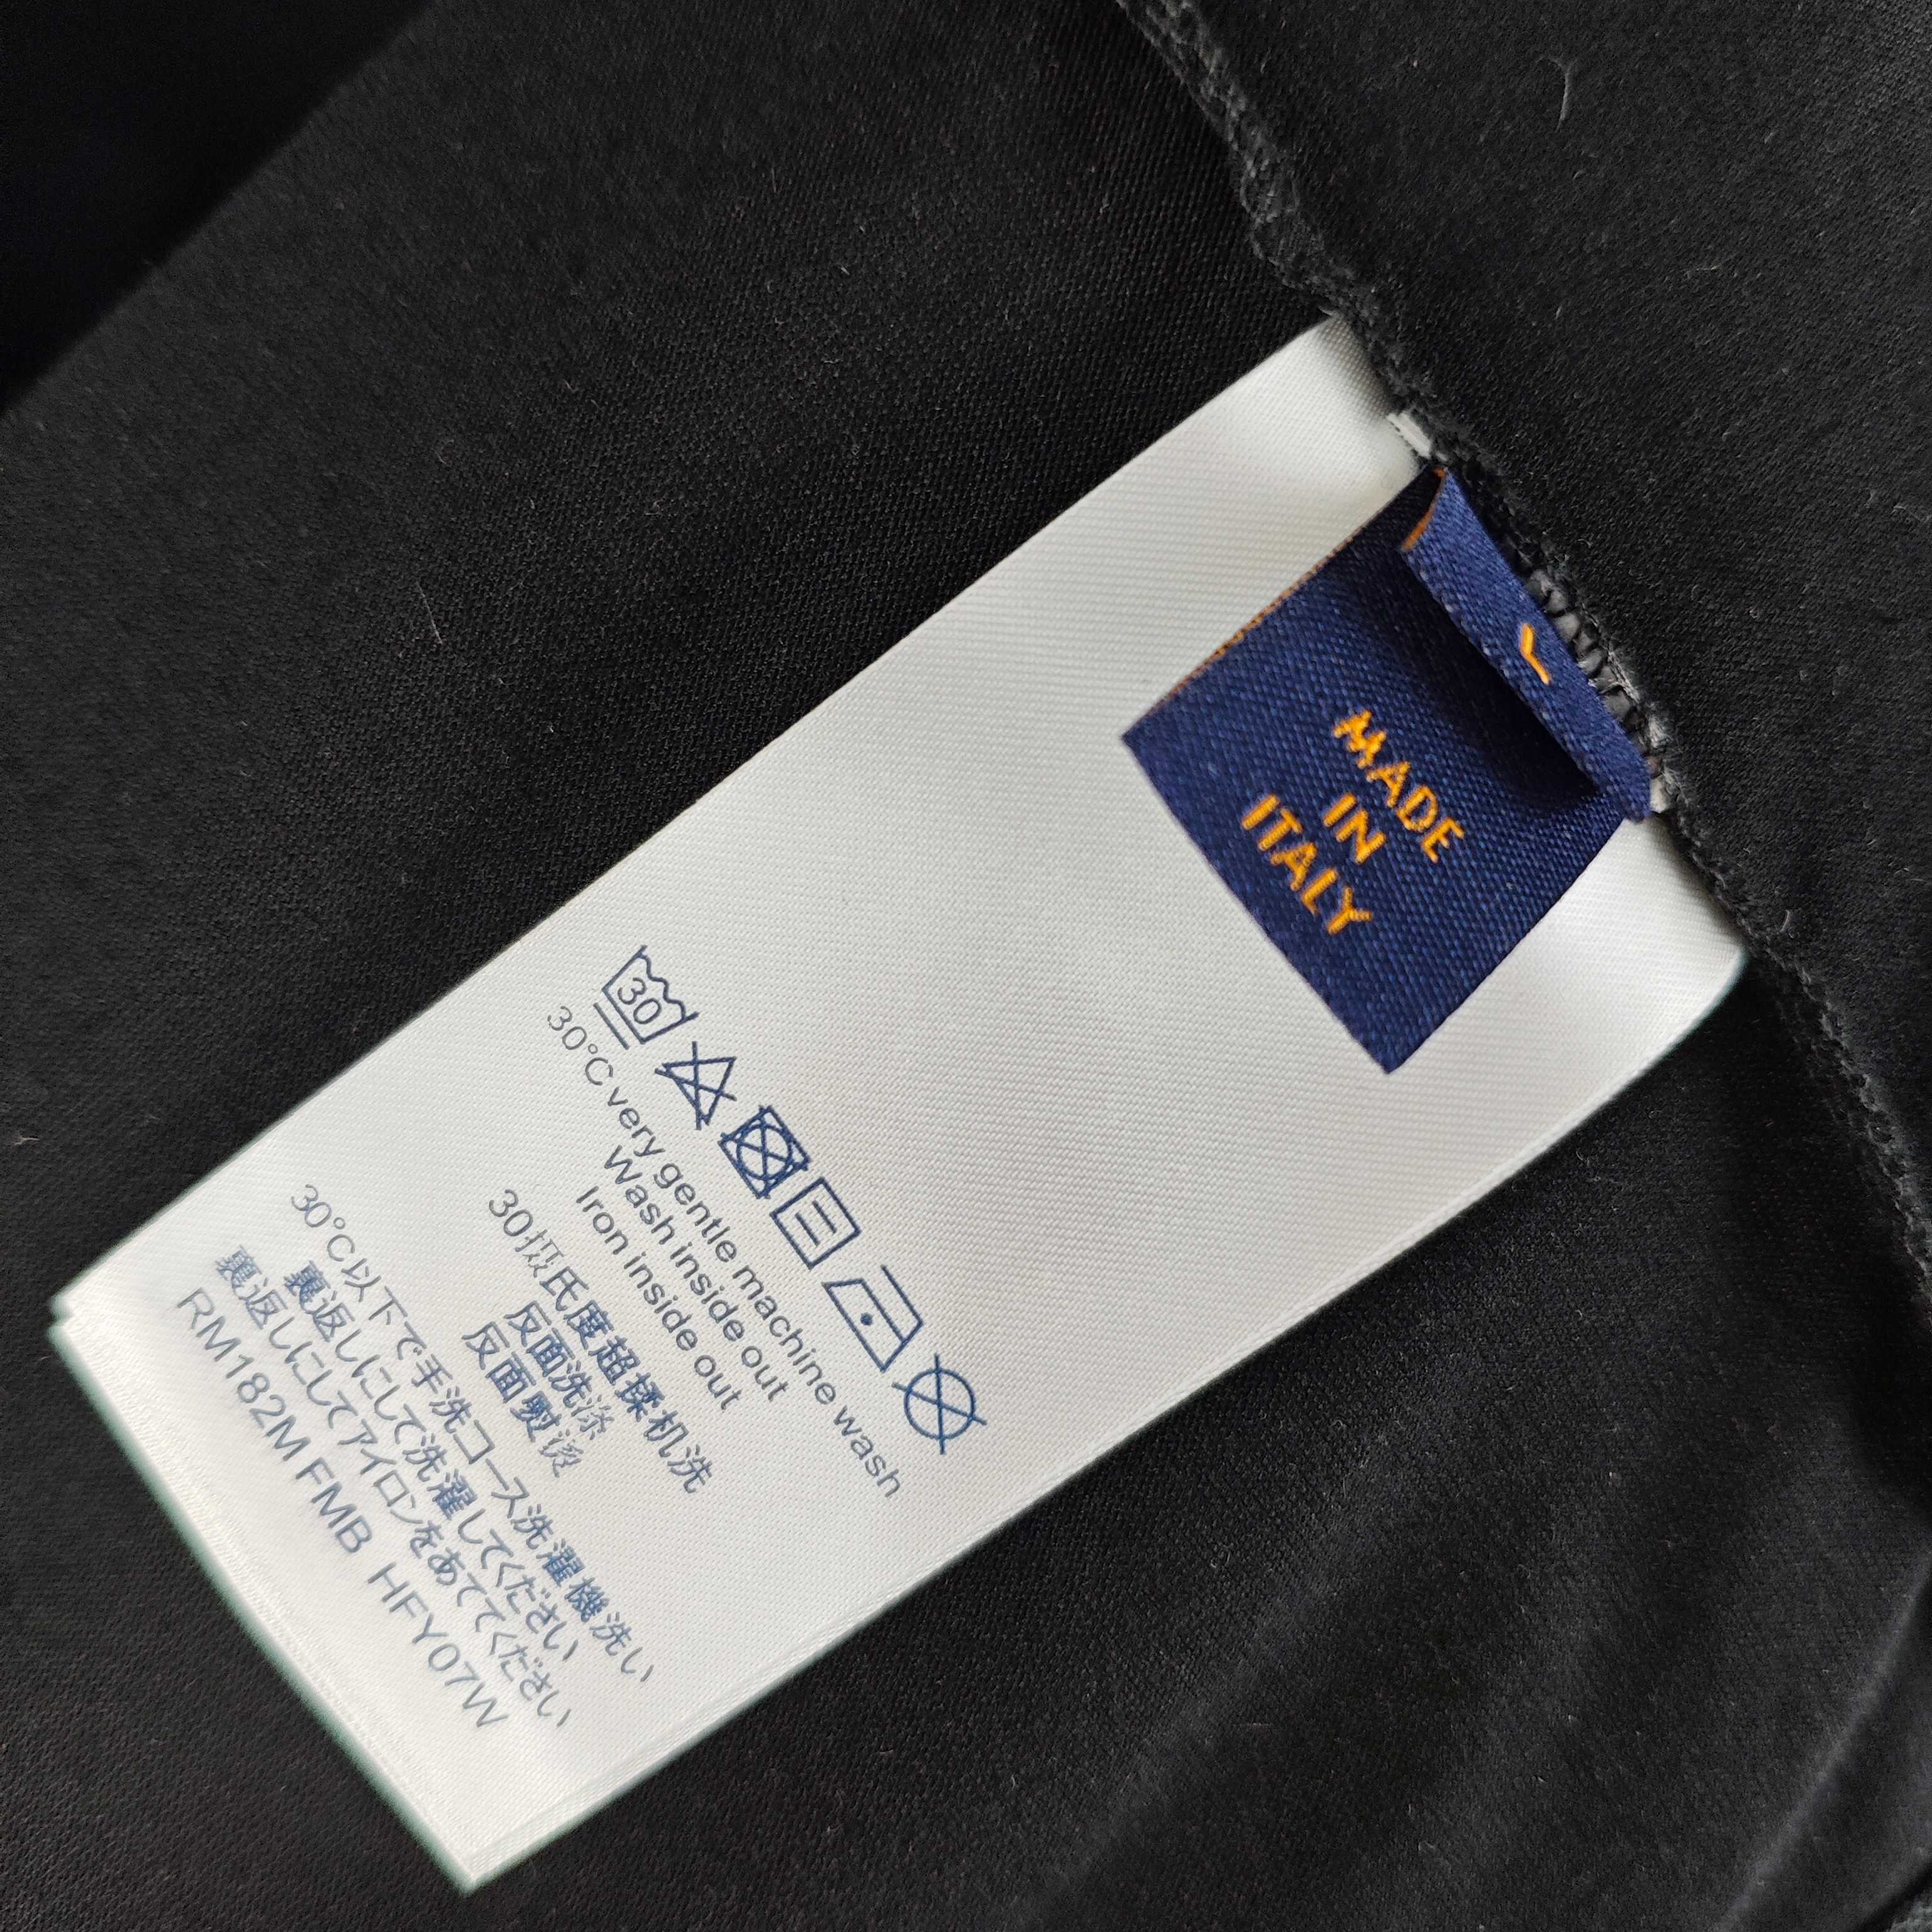 L
MADE
IN
ITALY
30
30°C very gentle machine wash
Wash inside out
Iron inside out
30摄氏度超揉机洗
反面洗涤
反面熨烫
30°C以下で手洗コース洗濯機洗い
裏返しにして洗濯してください
裏返しにしてアイロンをあててください
RM182M FMB HFY07W